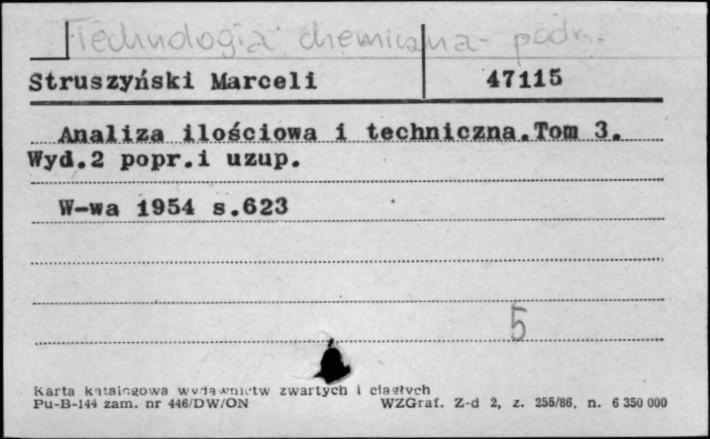 Technologia chemiczna - podr.
Struszyński Marceli 47115
Analiza ilościowa i techniczna.Tom 3.
Wyd.2 popr.i uzup.
W-wa 1954 s.623
5
Karta katalogowa wydawnictw zwartych i ciągłych
Pu-B-144 zam. nr 446/DW/ON WZGraf. Z-d 2, z. 255/86, n. 6 350 000